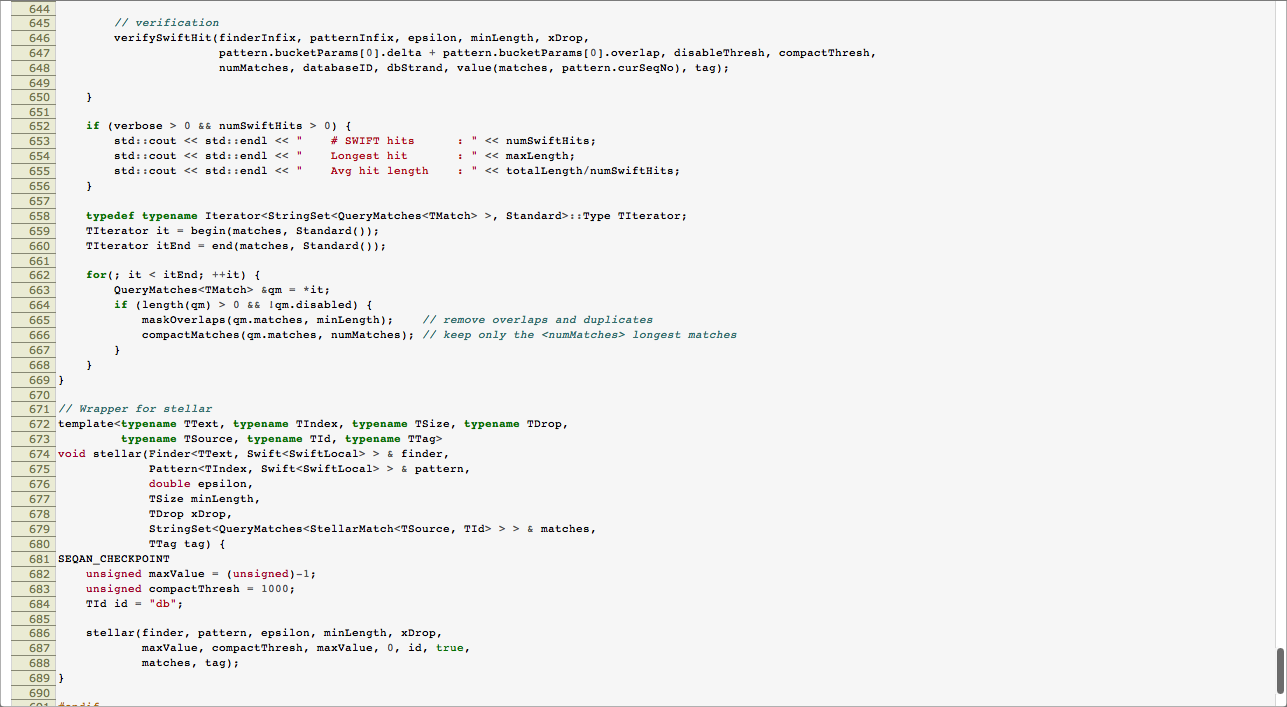 644
645         // verification
646         verifySwiftHit(finderInfix, patternInfix, epsilon, minLength, xDrop,
647                        pattern.bucketParams[0].delta + pattern.bucketParams[0].overlap, disableThresh, compactThresh,
648                        numMatches, databaseID, dbStrand, value(matches, pattern.curSeqNo), tag);
649
650     }
651
652     if (verbose > 0 && numSwiftHits > 0) {
653         std::cout << std::endl << "    # SWIFT hits      : " << numSwiftHits;
654         std::cout << std::endl << "    Longest hit       : " << maxLength;
655         std::cout << std::endl << "    Avg hit length    : " << totalLength/numSwiftHits;
656     }
657
658     typedef typename Iterator<StringSet<QueryMatches<TMatch> >, Standard>::Type TIterator;
659     TIterator it = begin(matches, Standard());
660     TIterator itEnd = end(matches, Standard());
661
662     for(; it < itEnd; ++it) {
663         QueryMatches<TMatch> &qm = *it;
664         if (length(qm) > 0 && !qm.disabled) {
665             maskOverlaps(qm.matches, minLength);    // remove overlaps and duplicates
666             compactMatches(qm.matches, numMatches); // keep only the <numMatches> longest matches
667         }
668     }
669 }
670
671 // Wrapper for stellar
672 template<typename TText, typename TIndex, typename TSize, typename TDrop,
673          typename TSource, typename TId, typename TTag>
674 void stellar(Finder<TText, Swift<SwiftLocal> > & finder,
675              Pattern<TIndex, Swift<SwiftLocal> > & pattern,
676              double epsilon,
677              TSize minLength,
678              TDrop xDrop,
679              StringSet<QueryMatches<StellarMatch<TSource, TId> > > & matches,
680              TTag tag) {
681 SEQAN_CHECKPOINT
682     unsigned maxValue = (unsigned)-1;
683     unsigned compactThresh = 1000;
684     TId id = "db";
685
686     stellar(finder, pattern, epsilon, minLength, xDrop,
687             maxValue, compactThresh, maxValue, 0, id, true,
688             matches, tag);
689 }
690
691 #endif